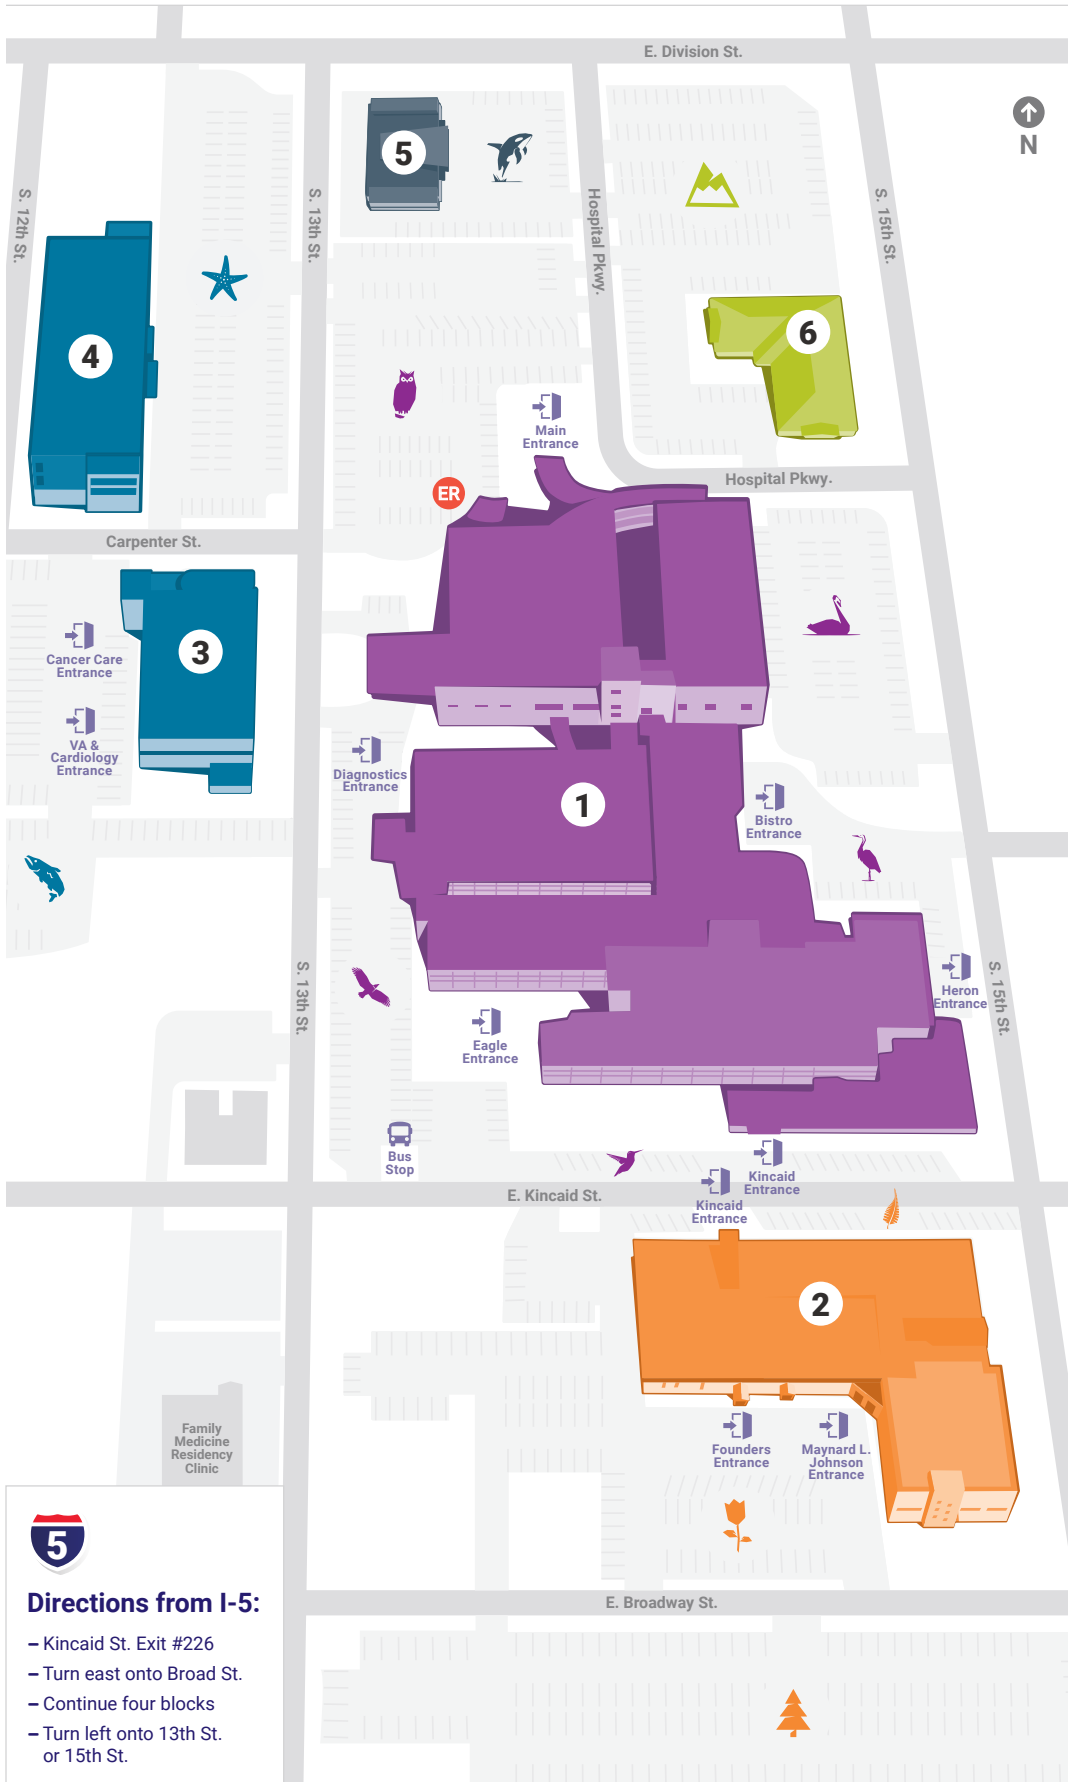 E. Division St.
N
S. 12th St.
S. 13th St.
Hospital Pkwy.
S. 15th St.
5
6
4
Main
Entrance
ER
Hospital Pkwy.
Carpenter St.
3
Cancer Care
Entrance
VA &
Cardiology
Entrance
Diagnostics
Entrance
1
Bistro
Entrance
S. 13th St.
Heron
Entrance
S. 15th St.
Eagle
Entrance
Bus
Stop
Kincaid
Entrance
E. Kincaid St.
Kincaid
Entrance
2
Founders
Entrance
Maynard L.
Johnson
Entrance
Family
Medicine
Residency
Clinic
5
Directions from I-5:
– Kincaid St. Exit #226
– Turn east onto Broad St.
– Continue four blocks
– Turn left onto 13th St.
or 15th St.
E. Broadway St.